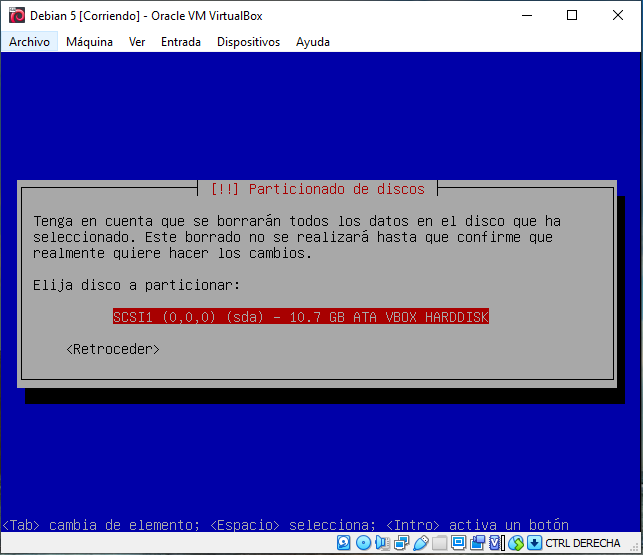 Debian 5 [Corriendo] - Oracle VM VirtualBox
Archivo Máquina Ver Entrada Dispositivos Ayuda
[!!] Particionado de discos
Tenga en cuenta que se borrarán todos los datos en el disco que ha
seleccionado. Este borrado no se realizará hasta que confirme que
realmente quiere hacer los cambios.
Elija disco a particionar:
SCSI1 (0,0,0) (sda) - 10.7 GB ATA VBOX HARDDISK
<Retroceder>
<Tab> cambia de elemento; <Espacio> selecciona; <Intro> activa un botón
CTRL DERECHA